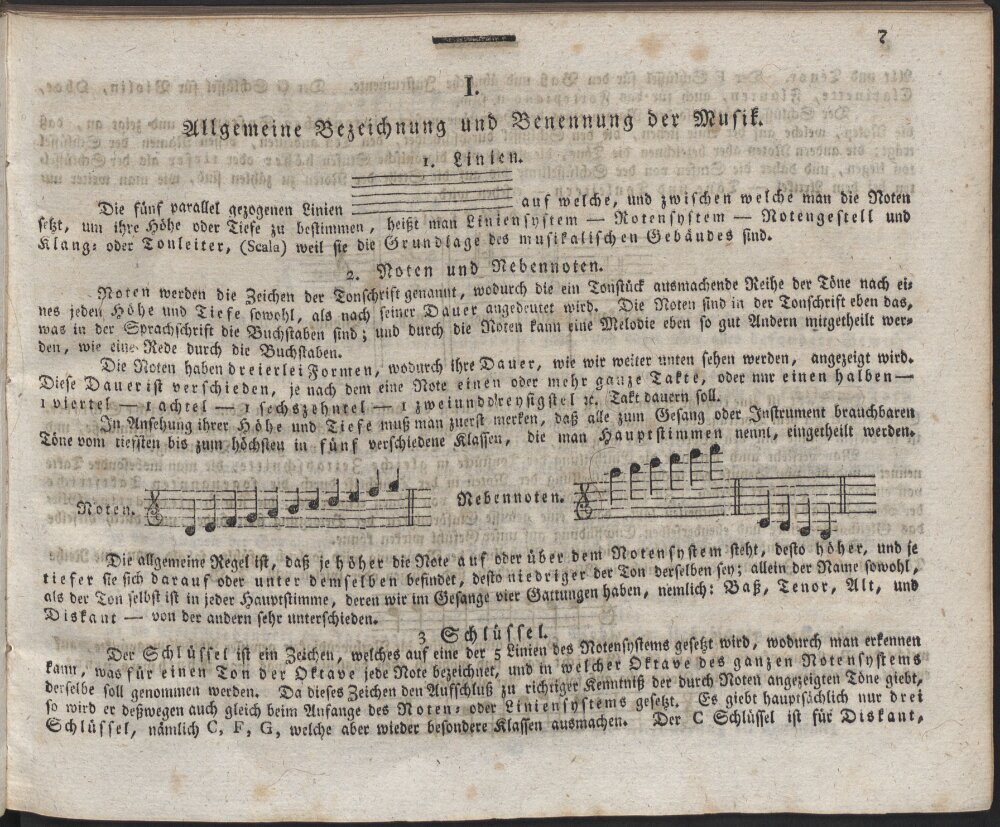 7
I.
Allgemeine Bezeichnung und Benennung der Musik.
1. Linien.
Die fünf parallel gezogenen Linien auf welche, und zwischen welche man die Noten
setzt, um ihre Höhe oder Tiefe zu bestimmen, heißt man Liniensystem — Notensystem — Notengestell und
Klang- oder Tonleiter, (Scala) weil sie die Grundlage des musikalischen Gebäudes sind.
2. Noten und Nebennoten.
Noten werden die Zeichen der Tonschrift genannt, wodurch die ein Tonstück ausmachende Reihe der Töne nach ei-
nes jeden Höhe und Tiefe sowohl, als nach seiner Dauer angedeutet wird. Die Noten sind in der Tonschrift eben das,
was in der Sprachschrift die Buchstaben sind; und durch die Noten kann eine Melodie eben so gut Andern mitgetheilt wer-
den, wie eine Rede durch die Buchstaben.
Die Noten haben dreierlei Formen, wodurch ihre Dauer, wie wir weiter unten sehen werden, angezeigt wird.
Diese Dauer ist verschieden, je nach dem eine Note einen oder mehr ganze Takte, oder nur einen halben —
1 viertel — 1 achtel — 1 sechszehntel — 1 zweiunddreysigstel ꝛc. Takt dauern soll.
In Ansehung ihrer Höhe und Tiefe muß man zuerst merken, daß alle zum Gesang oder Instrument brauchbaren
Töne vom tiefsten bis zum höchsten in fünf verschiedene Klassen, die man Hauptstimmen nennt, eingetheilt werden.
Noten. Nebennoten.
Die allgemeine Regel ist, daß je höher die Note auf oder über dem Notensystem steht, desto höher, und je
tiefer sie sich darauf oder unter demselben befindet, desto niedriger der Ton derselben sey; allein der Name sowohl,
als der Ton selbst ist in jeder Hauptstimme, deren wir im Gesange vier Gattungen haben, nemlich: Baß, Tenor, Alt, und
Diskant — von der andern sehr unterschieden.
3 Schlüssel.
Der Schlüssel ist ein Zeichen, welches auf eine der 5 Linien des Notensystems gesetzt wird, wodurch man erkennen
kann, was für einen Ton der Oktave jede Note bezeichnet, und in welcher Oktave des ganzen Notensystems
derselbe soll genommen werden. Da dieses Zeichen den Aufschluß zu richtiger Kenntniß der durch Noten angezeigten Töne giebt,
so wird er deßwegen auch gleich beim Anfange des Noten- oder Liniensystems gesetzt. Es giebt hauptsächlich nur drei
Schlüssel, nämlich C, F, G, welche aber wieder besondere Klassen ausmachen. Der C Schlüssel ist für Diskant,